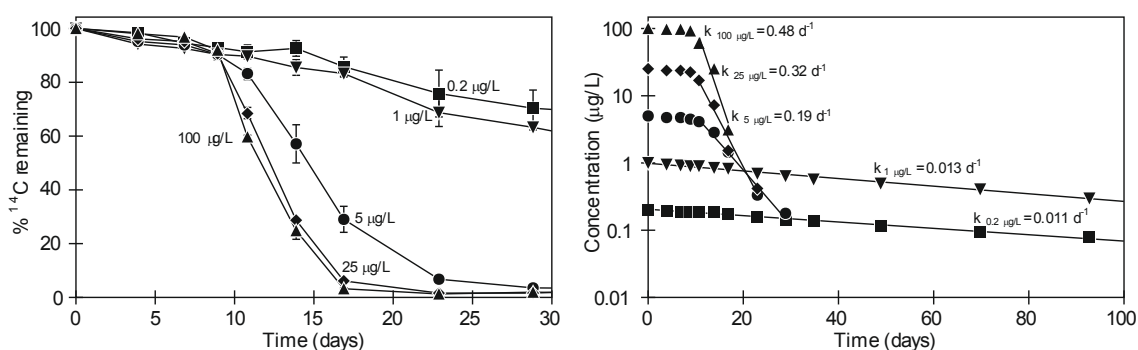 100
80
60
40
20
0
% ¹⁴C remaining
0 5 10 15 20 25 30
Time (days)
0.2 µg/L
1 µg/L
100 µg/L
5 µg/L
25 µg/L
100
10
1
0.1
0.01
Concentration (µg/L)
0 20 40 60 80 100
Time (days)
k 100 µg/L=0.48 d⁻¹
k 25 µg/L=0.32 d⁻¹
k 5 µg/L=0.19 d⁻¹
k 1 µg/L=0.013 d⁻¹
k 0.2 µg/L=0.011 d⁻¹